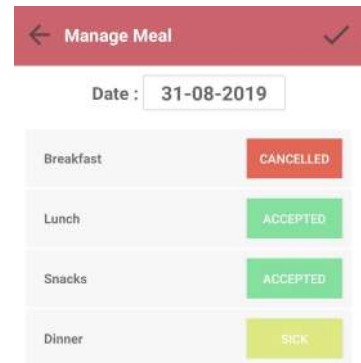 Manage Meal
Date : 31-08-2019
Breakfast CANCELLED
Lunch ACCEPTED
Snacks ACCEPTED
Dinner SICK